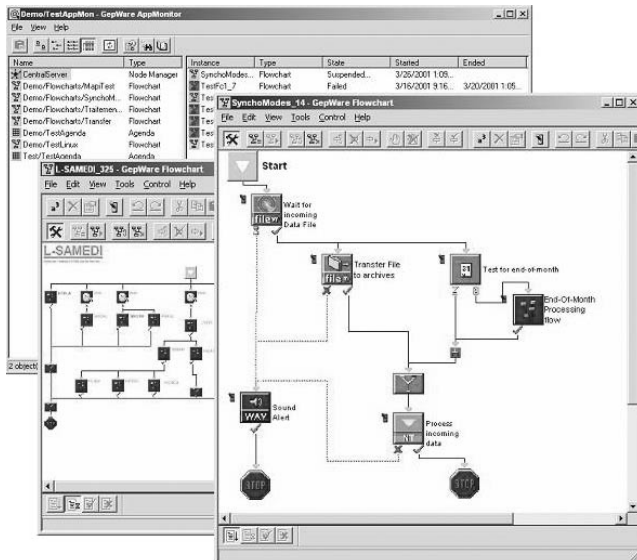 Demo/TestAppMon - GepWare AppMonitor
File View Help
Name Type
CentralServer Node Manager
Demo/Flowcharts/MapiTest Flowchart
Demo/Flowcharts/SynchoM... Flowchart
Demo/Flowcharts/Traitemen... Flowchart
Demo/Flowcharts/Transfer Flowchart
Demo/TestAgenda Agenda
Demo/TestLinux Flowchart
Test/TestAgenda Agenda
Instance Type State Started Ended
SynchoModes... Flowchart Suspended... 3/26/2001 1:09...
TestFc1_7 Flowchart Failed 3/16/2001 9:16... 3/20/2001 1:05...
2 object(
L-SAMEDI_325 - GepWare Flowchart
File Edit View Tools Control Help
L-SAMEDI
SynchoModes_14 - GepWare Flowchart
File Edit View Tools Control Help
Start
Wait for
incoming
Data File
filew
Transfer File
to archives
filew
Test for end-of-month
31
End-Of-Month
Processing
flow
Sound
Alert
WAV
Process
incoming
data
NT
STOP
STOP